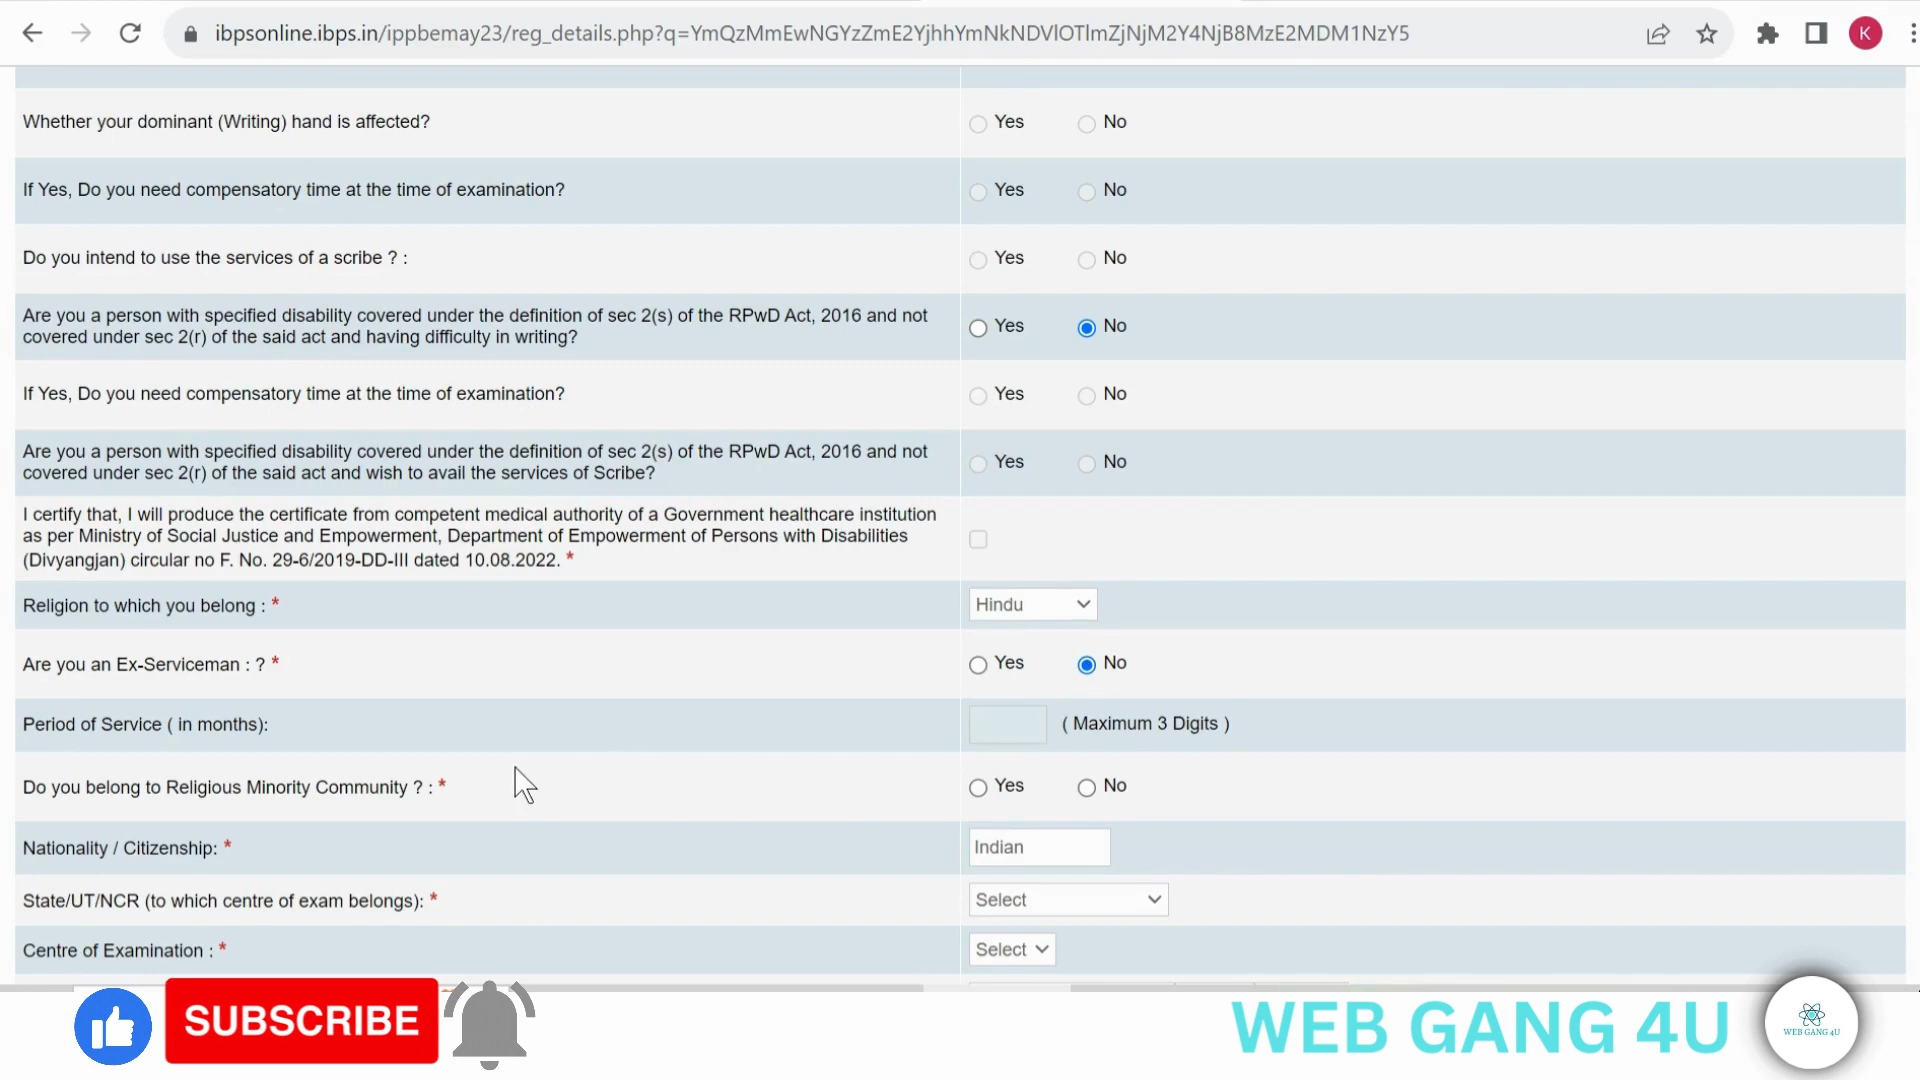 ibpsonline.ibps.in/ippbemay23/reg_details.php?q=YmQzMmEwNGYzZmE2YjhhYmNkNDVlOTlmZjNjM2Y4NjB8MzE2MDM1NzY5
K
Whether your dominant (Writing) hand is affected? Yes No
If Yes, Do you need compensatory time at the time of examination? Yes No
Do you intend to use the services of a scribe ? : Yes No
Are you a person with specified disability covered under the definition of sec 2(s) of the RPwD Act, 2016 and not
covered under sec 2(r) of the said act and having difficulty in writing?
Yes No
If Yes, Do you need compensatory time at the time of examination? Yes No
Are you a person with specified disability covered under the definition of sec 2(s) of the RPwD Act, 2016 and not
covered under sec 2(r) of the said act and wish to avail the services of Scribe?
Yes No
I certify that, I will produce the certificate from competent medical authority of a Government healthcare institution
as per Ministry of Social Justice and Empowerment, Department of Empowerment of Persons with Disabilities
(Divyangjan) circular no F. No. 29-6/2019-DD-III dated 10.08.2022. *
Religion to which you belong : * Hindu
Are you an Ex-Serviceman : ? * Yes No
Period of Service ( in months): ( Maximum 3 Digits )
Do you belong to Religious Minority Community ? : * Yes No
Nationality / Citizenship: * Indian
State/UT/NCR (to which centre of exam belongs): * Select
Centre of Examination : * Select
SUBSCRIBE
WEB GANG 4U
WEB GANG 4U